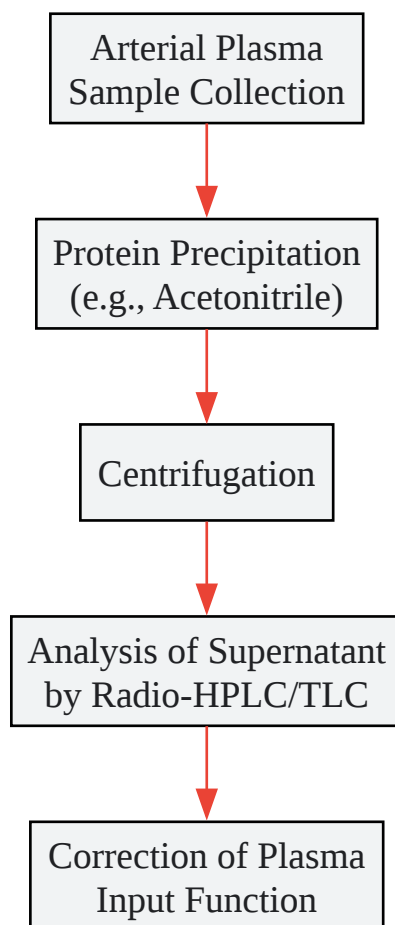 Arterial Plasma
Sample Collection
Protein Precipitation
(e.g., Acetonitrile)
Centrifugation
Analysis of Supernatant
by Radio-HPLC/TLC
Correction of Plasma
Input Function